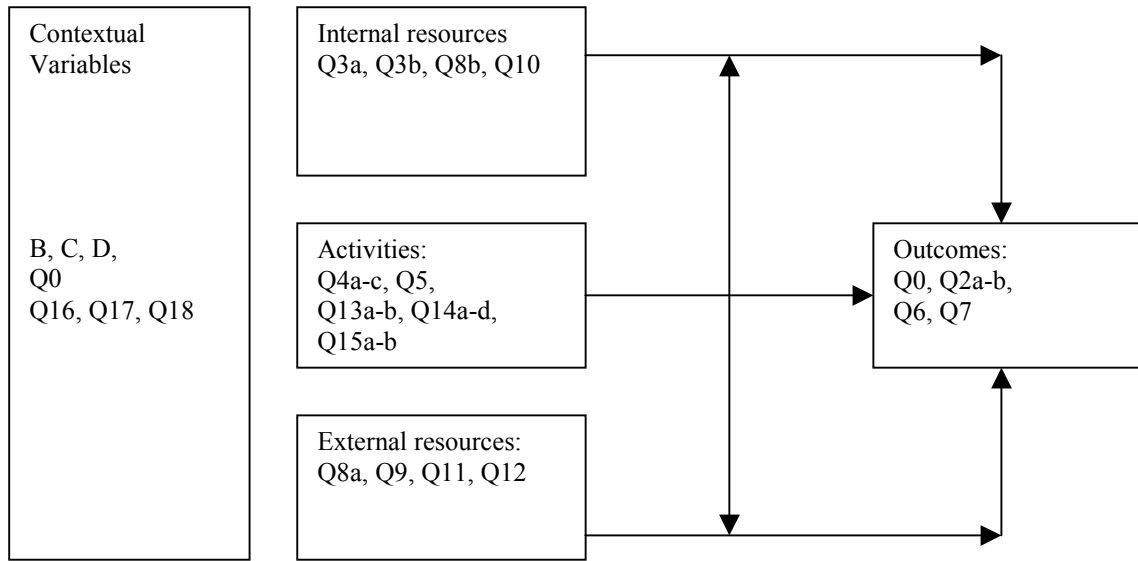 Contextual
Variables
B, C, D,
Q0
Q16, Q17, Q18
Internal resources
Q3a, Q3b, Q8b, Q10
Activities:
Q4a-c, Q5,
Q13a-b, Q14a-d,
Q15a-b
External resources:
Q8a, Q9, Q11, Q12
Outcomes:
Q0, Q2a-b,
Q6, Q7